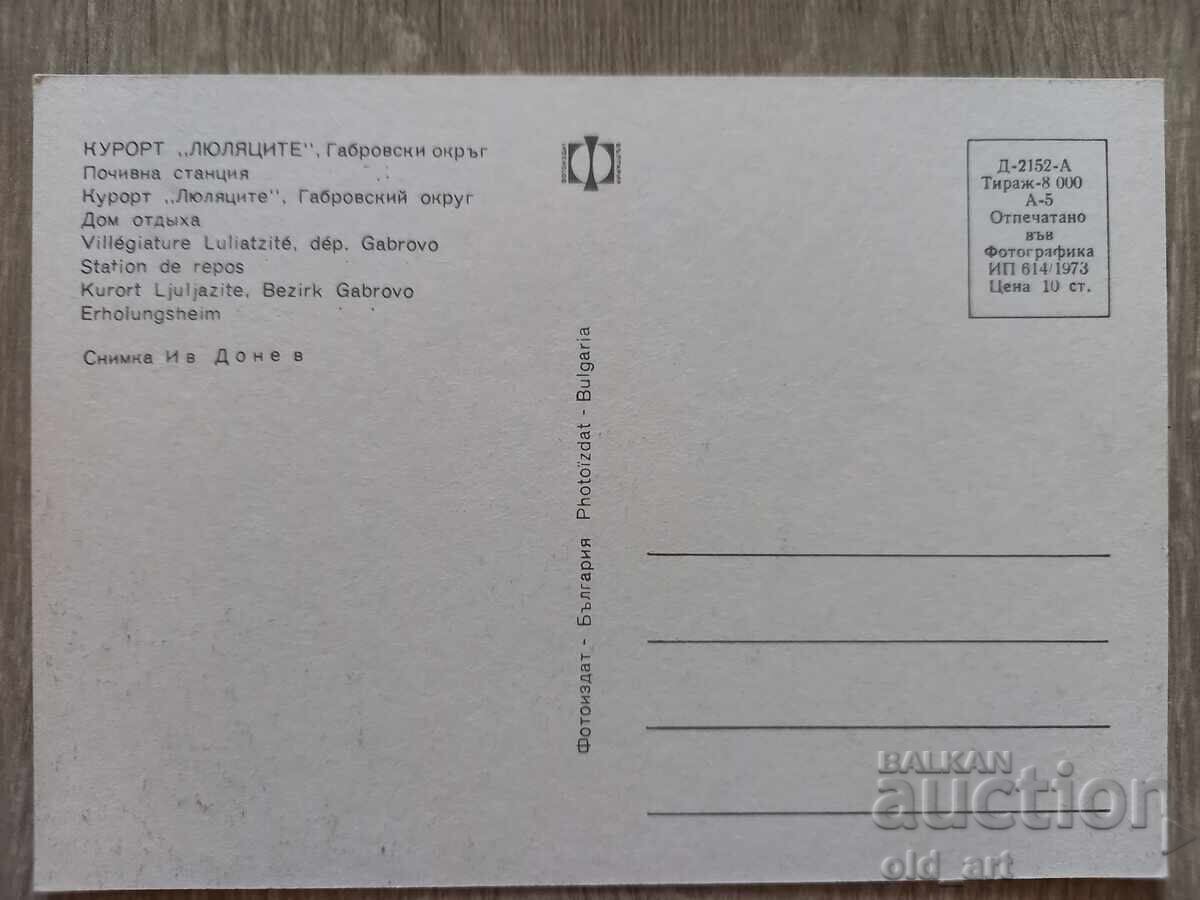 КУРОРТ „ЛЮЛЯЦИТЕ", Габровски окръг
Почивна станция
Курорт „Люляците", Габровский округ
Дом отдыха
Villégiature Luliatzité, dép. Gabrovo
Station de repos
Kurort Ljuljazite, Bezirk Gabrovo
Erholungsheim
Снимка Ив Донев
Фотоиздат - България Photoïzdat - Bulgaria
Д-2152-А
Тираж-8 000
А-5
Отпечатано
във
Фотографика
ИП 614/1973
Цена 10 ст.
BALKAN
auction
old_art